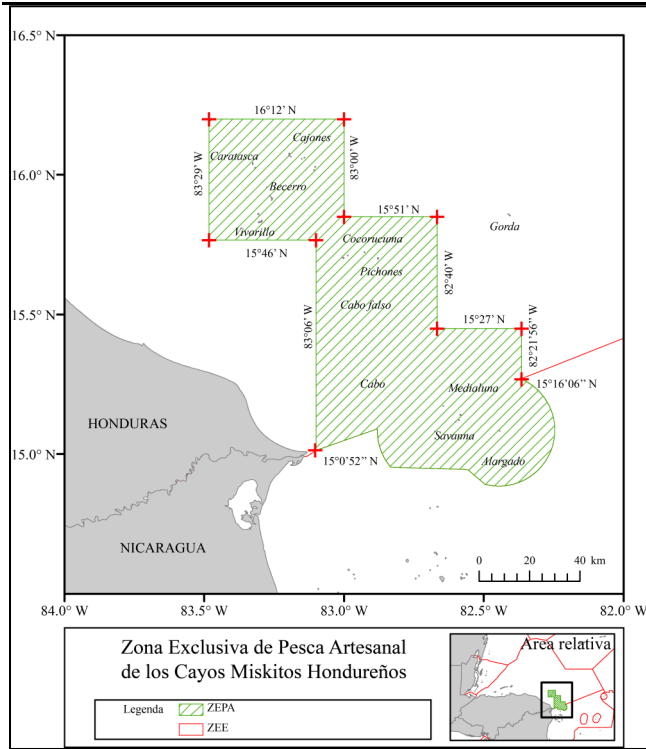 16.5° N
16°12’ N
Cajones
Caratasca
83°29’ W
83°00’ W
16.0° N
Becerro
Vivorillo
15°51’ N
Gorda
15°46’ N
Cocorucuma
Pichones
82°40’ W
15.5° N
Cabo falso
83°06’ W
15°27’ N
82°21’56’’ W
Cabo
Medialuna
15°16’06’’ N
HONDURAS
Savanna
15.0° N
15°0’52’’ N
Alargado
NICARAGUA
0 20 40 km
84.0° W 83.5° W 83.0° W 82.5° W 82.0° W
Zona Exclusiva de Pesca Artesanal
de los Cayos Miskitos Hondureños
Área relativa
Legenda ZEPA
ZEE